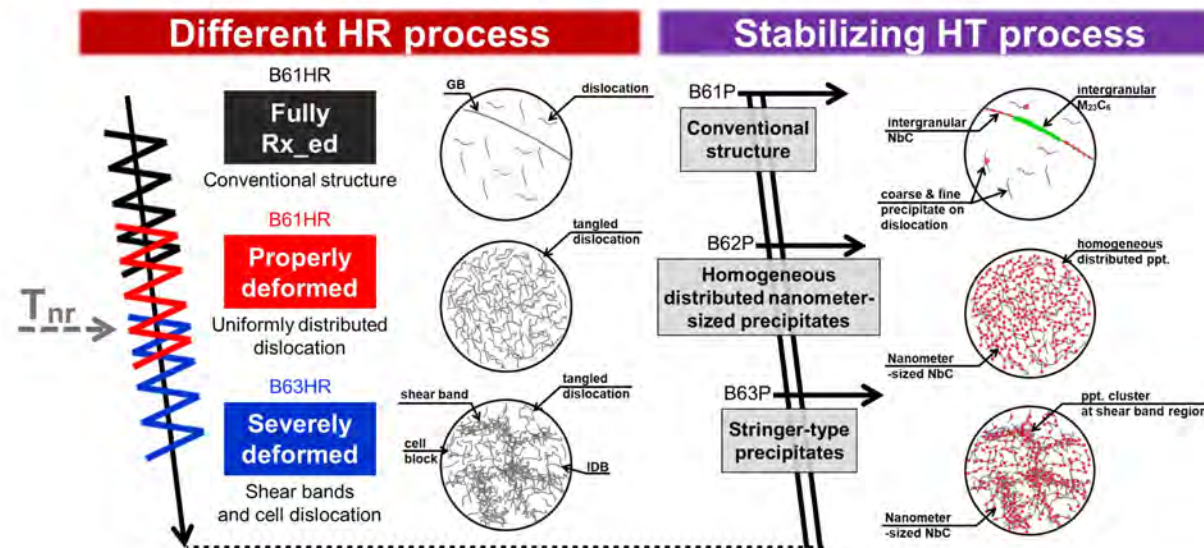 Different HR process
Stabilizing HT process
B61HR
Fully
Rx_ed
Conventional structure
GB
dislocation
B61P
Conventional
structure
intergranular
M₂₃C₆
intergranular
NbC
coarse & fine
precipitate on
dislocation
Tnr
B61HR
Properly
deformed
Uniformly distributed
dislocation
tangled
dislocation
B62P
Homogeneous
distributed nanometer-
sized precipitates
homogeneous
distributed ppt.
Nanometer
-sized NbC
B63HR
Severely
deformed
Shear bands
and cell dislocation
shear band
tangled
dislocation
cell
block
IDB
B63P
Stringer-type
precipitates
ppt. cluster
at shear band region
Nanometer
-sized NbC